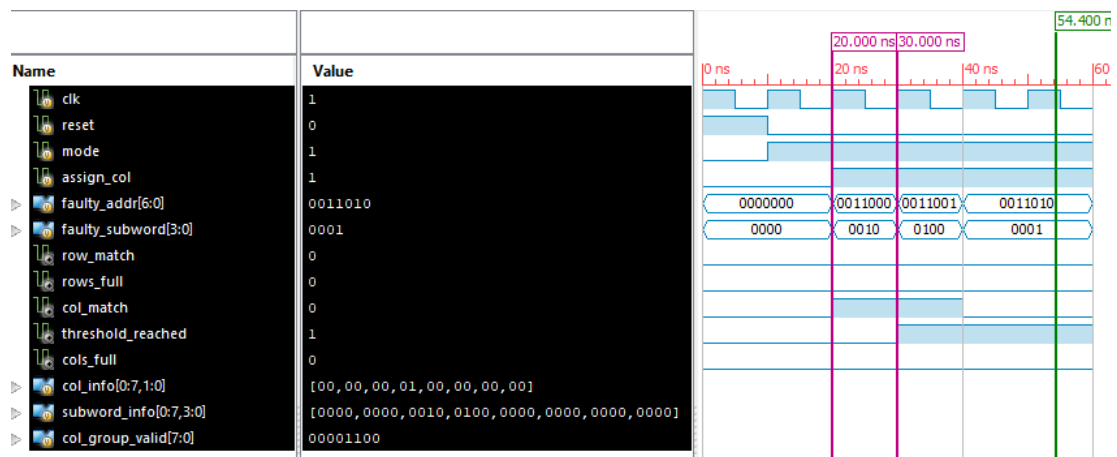 54.400 n
20.000 ns 30.000 ns
Name Value 0 ns 20 ns 40 ns 60
clk 1
reset 0
mode 1
assign_col 1
faulty_addr[6:0] 0011010 0000000 0011000 0011001 0011010
faulty_subword[3:0] 0001 0000 0010 0100 0001
row_match 0
rows_full 0
col_match 0
threshold_reached 1
cols_full 0
col_info[0:7,1:0] [00,00,00,01,00,00,00,00]
subword_info[0:7,3:0] [0000,0000,0010,0100,0000,0000,0000,0000]
col_group_valid[7:0] 00001100